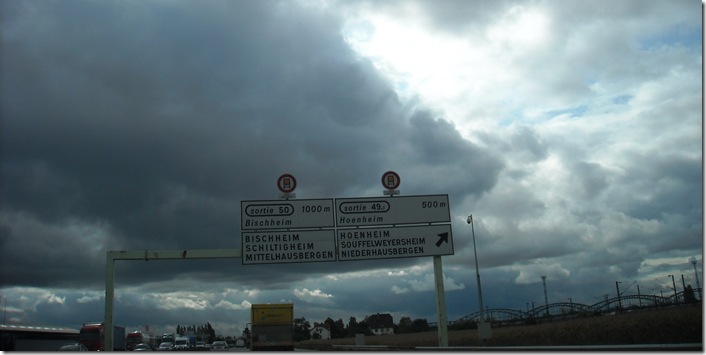 sortie 50 1000 m
Bischheim
BISCHHEIM
SCHILTIGHEIM
MITTELHAUSBERGEN
sortie 49. 500 m
Hoenheim
HOENHEIM
SOUFFELWEYERSHEIM
NIEDERHAUSBERGEN